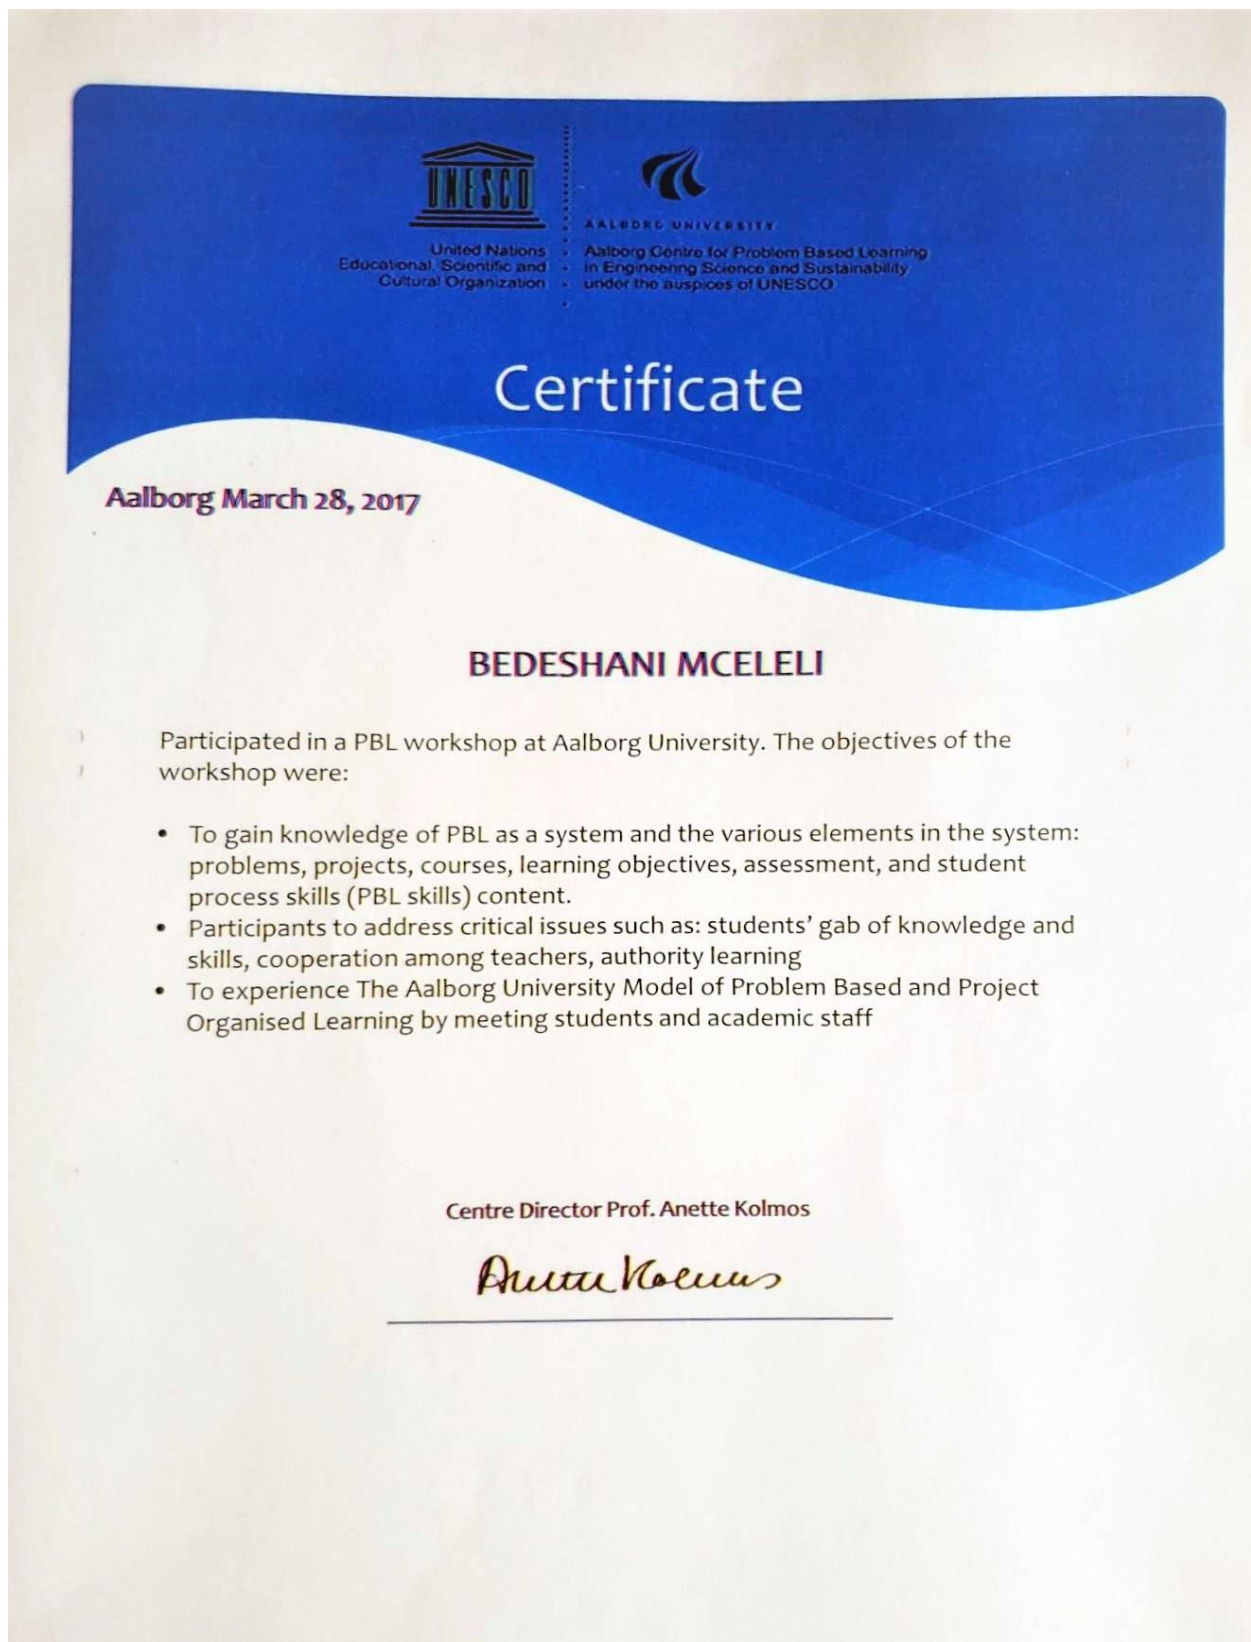 UNESCO
United Nations
Educational, Scientific and
Cultural Organization
AALBORG UNIVERSITY
Aalborg Centre for Problem Based Learning
in Engineering Science and Sustainability
under the auspices of UNESCO
Certificate
Aalborg March 28, 2017
BEDESHANI MCELELI
Participated in a PBL workshop at Aalborg University. The objectives of the
workshop were:
• To gain knowledge of PBL as a system and the various elements in the system:
problems, projects, courses, learning objectives, assessment, and student
process skills (PBL skills) content.
• Participants to address critical issues such as: students’ gab of knowledge and
skills, cooperation among teachers, authority learning
• To experience The Aalborg University Model of Problem Based and Project
Organised Learning by meeting students and academic staff
Centre Director Prof. Anette Kolmos
Anette Kolmos